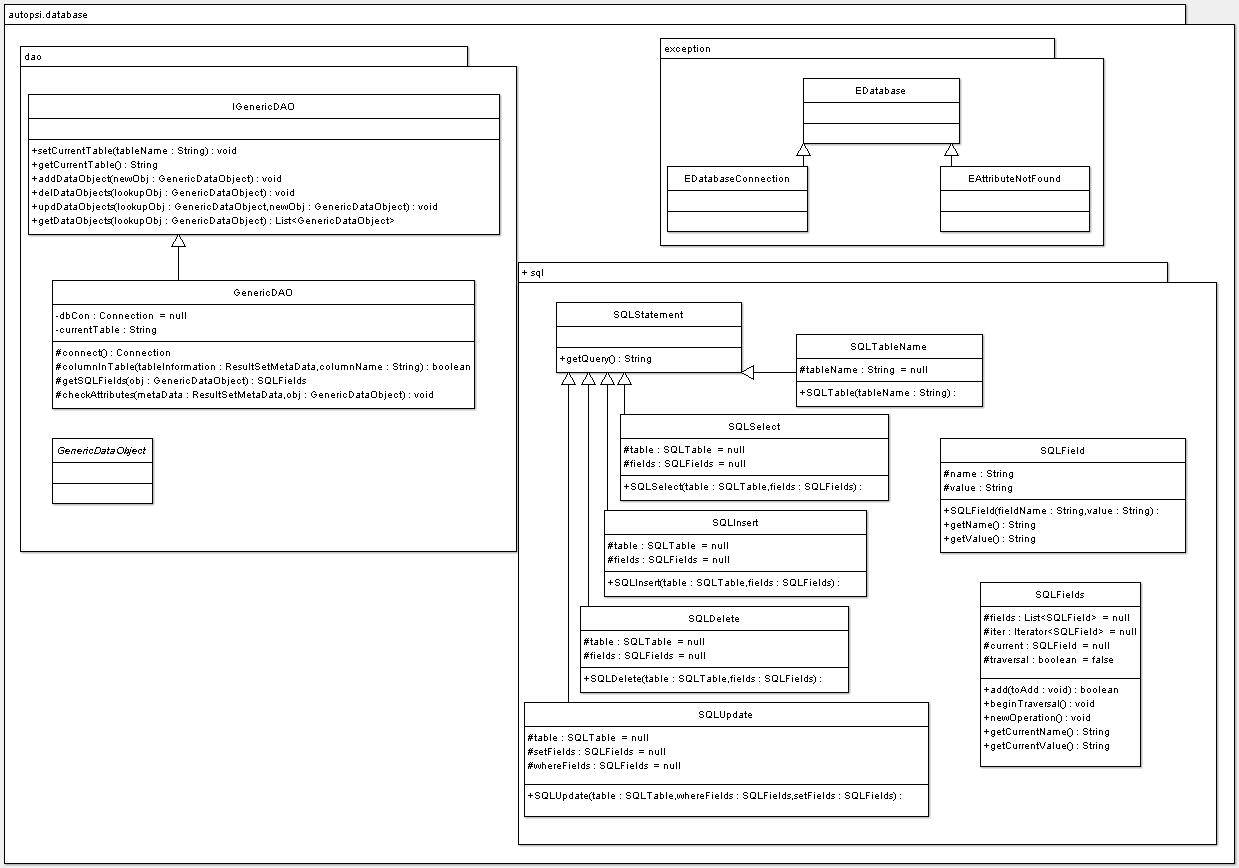 autopsi.database
dao
IGenericDAO
+setCurrentTable(tableName : String) : void
+getCurrentTable() : String
+addDataObject(newObj : GenericDataObject) : void
+delDataObjects(lookupObj : GenericDataObject) : void
+updDataObjects(lookupObj : GenericDataObject,newObj : GenericDataObject) : void
+getDataObjects(lookupObj : GenericDataObject) : List<GenericDataObject>
GenericDAO
-dbCon : Connection = null
-currentTable : String
#connect() : Connection
#columnInTable(tableInformation : ResultSetMetaData,columnName : String) : boolean
#getSQLFields(obj : GenericDataObject) : SQLFields
#checkAttributes(metaData : ResultSetMetaData,obj : GenericDataObject) : void
GenericDataObject
exception
EDatabase
EDatabaseConnection
EAttributeNotFound
+ sql
SQLStatement
+getQuery() : String
SQLTableName
#tableName : String = null
+SQLTable(tableName : String) :
SQLSelect
#table : SQLTable = null
#fields : SQLFields = null
+SQLSelect(table : SQLTable,fields : SQLFields) :
SQLInsert
#table : SQLTable = null
#fields : SQLFields = null
+SQLInsert(table : SQLTable,fields : SQLFields) :
SQLDelete
#table : SQLTable = null
#fields : SQLFields = null
+SQLDelete(table : SQLTable,fields : SQLFields) :
SQLUpdate
#table : SQLTable = null
#setFields : SQLFields = null
#whereFields : SQLFields = null
+SQLUpdate(table : SQLTable,whereFields : SQLFields,setFields : SQLFields) :
SQLField
#name : String
#value : String
+SQLField(fieldName : String,value : String) :
+getName() : String
+getValue() : String
SQLFields
#fields : List<SQLField> = null
#iter : Iterator<SQLField> = null
#current : SQLField = null
#traversal : boolean = false
+add(toAdd : void) : boolean
+beginTraversal() : void
+newOperation() : void
+getCurrentName() : String
+getCurrentValue() : String